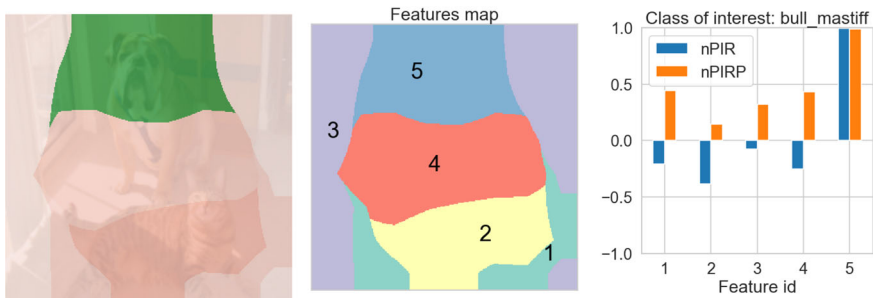 Features map
5
3
4
2
1
Class of interest: bull_mastiff
nPIR
nPIRP
1.0
0.5
0.0
−0.5
−1.0
1 2 3 4 5
Feature id